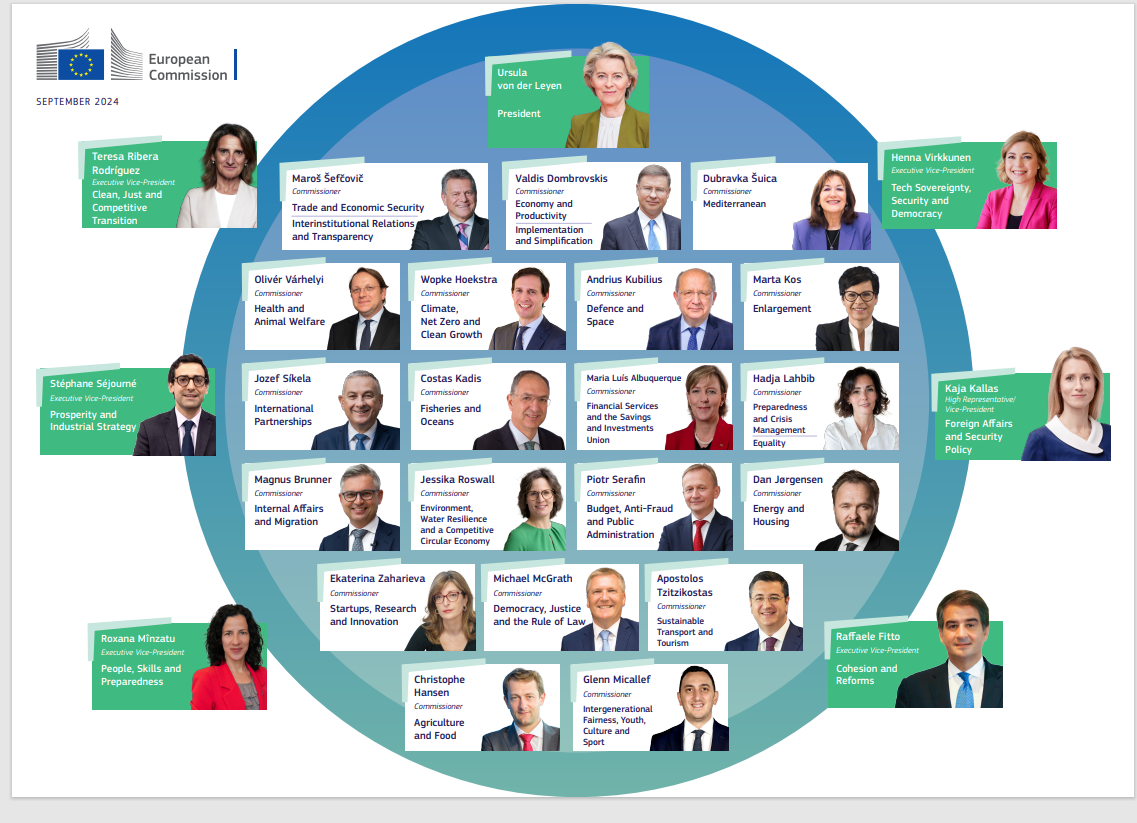 European
Commission
SEPTEMBER 2024
Ursula
von der Leyen
President
Teresa Ribera
Rodríguez
Executive Vice-President
Clean, Just and
Competitive
Transition
Maroš Šefčovič
Commissioner
Trade and Economic Security
Interinstitutional Relations
and Transparency
Valdis Dombrovskis
Commissioner
Economy and
Productivity
Implementation
and Simplification
Dubravka Šuica
Commissioner
Mediterranean
Henna Virkkunen
Executive Vice-President
Tech Sovereignty,
Security and
Democracy
Olivér Várhelyi
Commissioner
Health and
Animal Welfare
Wopke Hoekstra
Commissioner
Climate,
Net Zero and
Clean Growth
Andrius Kubilius
Commissioner
Defence and
Space
Marta Kos
Commissioner
Enlargement
Stéphane Séjourné
Executive Vice-President
Prosperity and
Industrial Strategy
Jozef Síkela
Commissioner
International
Partnerships
Costas Kadis
Commissioner
Fisheries and
Oceans
Maria Luís Albuquerque
Commissioner
Financial Services
and the Savings
and Investments
Union
Hadja Lahbib
Commissioner
Preparedness
and Crisis
Management
Equality
Kaja Kallas
High Representative/
Vice-President
Foreign Affairs
and Security
Policy
Magnus Brunner
Commissioner
Internal Affairs
and Migration
Jessika Roswall
Commissioner
Environment,
Water Resilience
and a Competitive
Circular Economy
Piotr Serafin
Commissioner
Budget, Anti-Fraud
and Public
Administration
Dan Jørgensen
Commissioner
Energy and
Housing
Roxana Mînzatu
Executive Vice-President
People, Skills and
Preparedness
Ekaterina Zaharieva
Commissioner
Startups, Research
and Innovation
Michael McGrath
Commissioner
Democracy, Justice
and the Rule of Law
Apostolos
Tzitzikostas
Commissioner
Sustainable
Transport and
Tourism
Raffaele Fitto
Executive Vice-President
Cohesion and
Reforms
Christophe
Hansen
Commissioner
Agriculture
and Food
Glenn Micallef
Commissioner
Intergenerational
Fairness, Youth,
Culture and
Sport